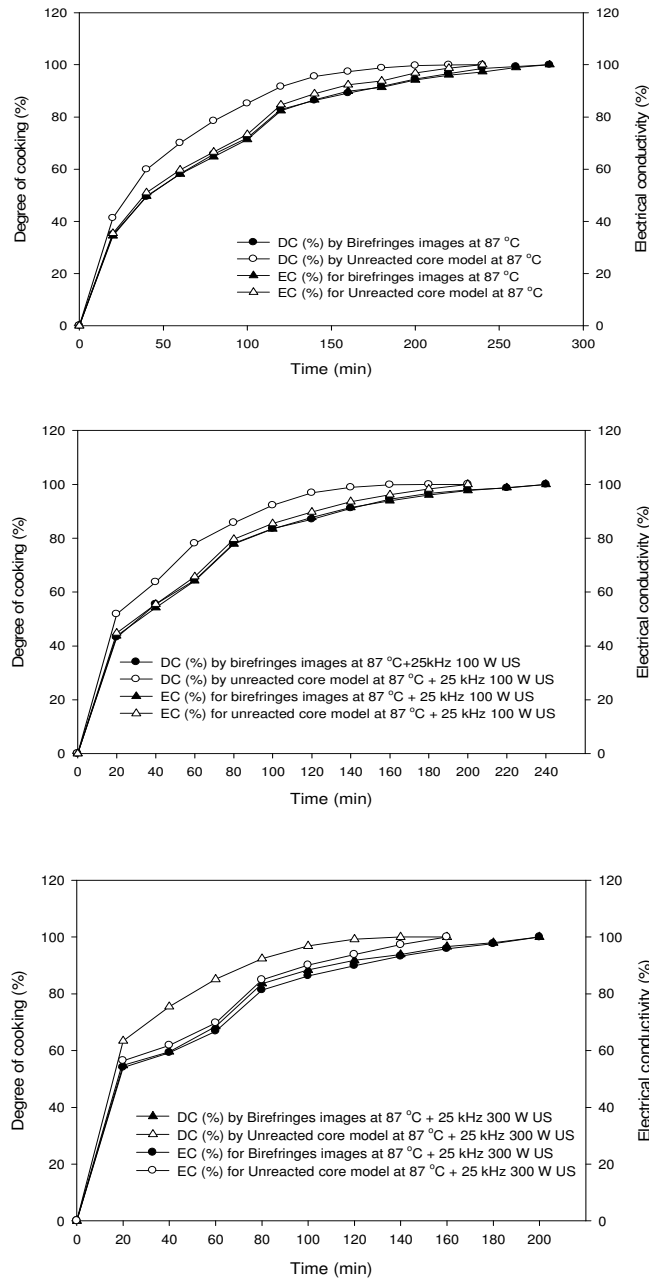 120 120
100 100
80 80
60 60
40 40
20 20
0 0
Degree of cooking (%)
Electrical conductivity (%)
DC (%) by Birefringes images at 87 °C
DC (%) by Unreacted core model at 87 °C
EC (%) for brefringes images at 87 °C
EC (%) for Unreacted core model at 87 °C
0 50 100 150 200 250 300
Time (min)
120 120
100 100
80 80
60 60
40 40
20 20
0 0
Degree of cooking (%)
Electrical conductivity (%)
DC (%) by birefringes images at 87 °C+25kHz 100 W US
DC (%) by unreacted core model at 87 °C + 25 kHz 100 W US
EC (%) for birefringes images at 87 °C + 25 kHz 100 W US
EC (%) for unreacted core model at 87 °C + 25 kHz 100 W US
0 20 40 60 80 100 120 140 160 180 200 220 240
Time (min)
120 120
100 100
80 80
60 60
40 40
20 20
0 0
Degree of cooking (%)
Electrical conductivity (%)
DC (%) by Birefringes images at 87 °C + 25 kHz 300 W US
DC (%) by Unreacted core model at 87 °C + 25 kHz 300 W US
EC (%) for Birefringes images at 87 °C + 25 kHz 300 W US
EC (%) for Unreacted core model at 87 °C + 25 kHz 300 W US
0 20 40 60 80 100 120 140 160 180 200
Time (min)